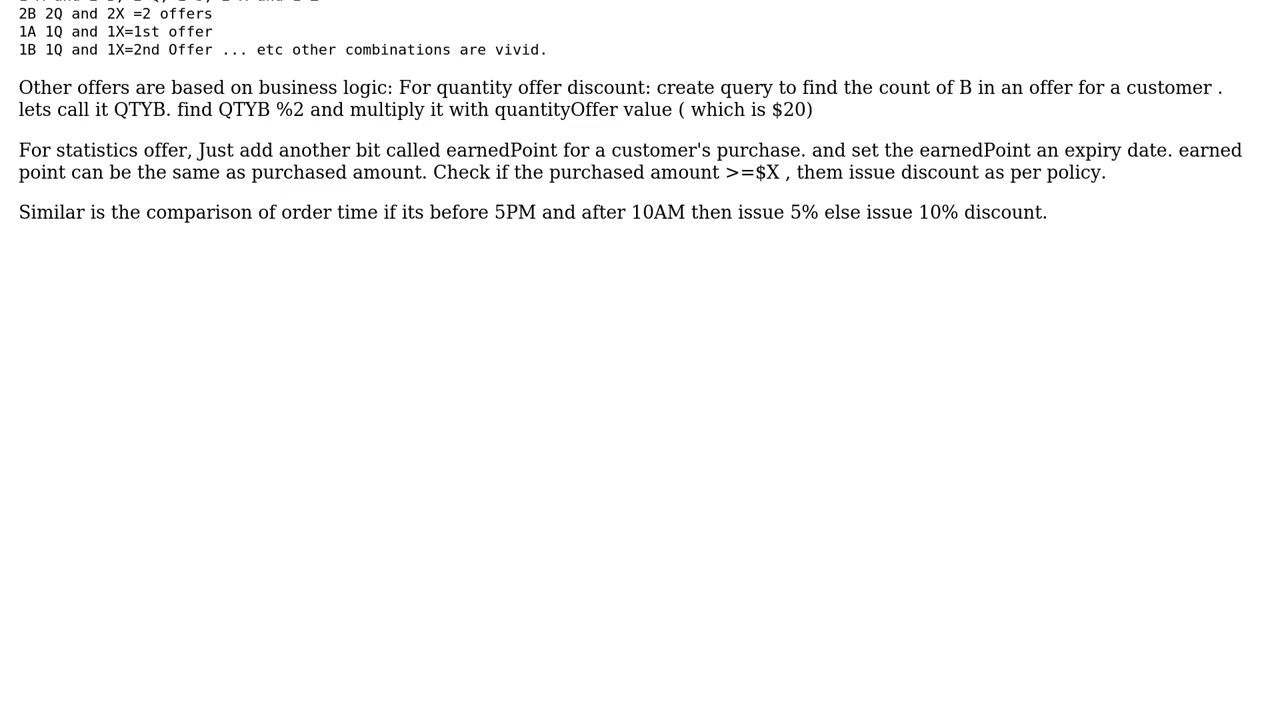 2B 2Q and 2X =2 offers
1A 1Q and 1X=1st offer
1B 1Q and 1X=2nd Offer ... etc other combinations are vivid.
Other offers are based on business logic: For quantity offer discount: create query to find the count of B in an offer for a customer .
lets call it QTYB. find QTYB %2 and multiply it with quantityOffer value ( which is $20)
For statistics offer, Just add another bit called earnedPoint for a customer's purchase. and set the earnedPoint an expiry date. earned
point can be the same as purchased amount. Check if the purchased amount >=$X , them issue discount as per policy.
Similar is the comparison of order time if its before 5PM and after 10AM then issue 5% else issue 10% discount.